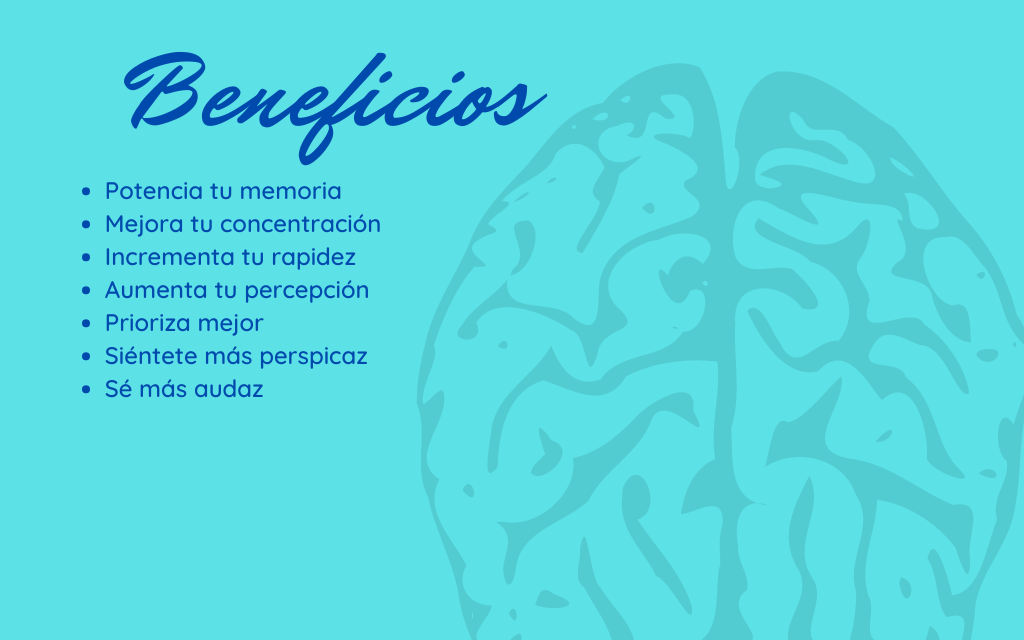 Beneficios
Potencia tu memoria
Mejora tu concentración
Incrementa tu rapidez
Aumenta tu percepción
Prioriza mejor
Siéntete más perspicaz
Sé más audaz